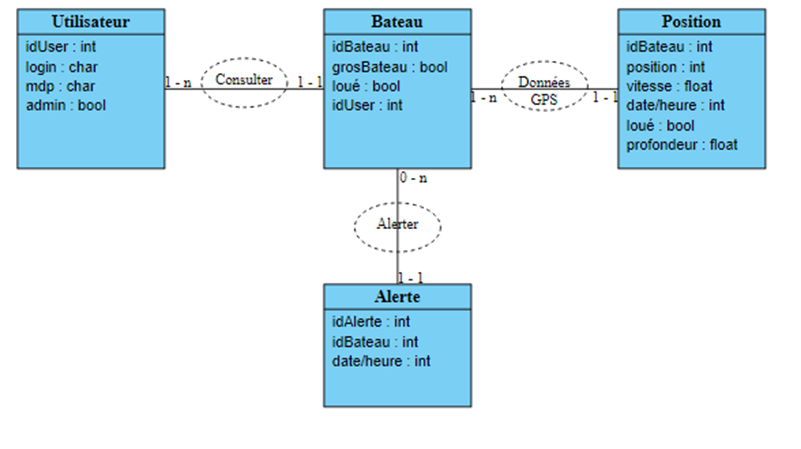 Utilisateur
idUser : int
login : char
mdp : char
admin : bool
1 - n
Consulter
1 - 1
Bateau
idBateau : int
grosBateau : bool
loué : bool
idUser : int
1 - n
Données
GPS
1 - 1
Position
idBateau : int
position : int
vitesse : float
date/heure : int
loué : bool
profondeur : float
0 - n
Alerter
1 - 1
Alerte
idAlerte : int
idBateau : int
date/heure : int